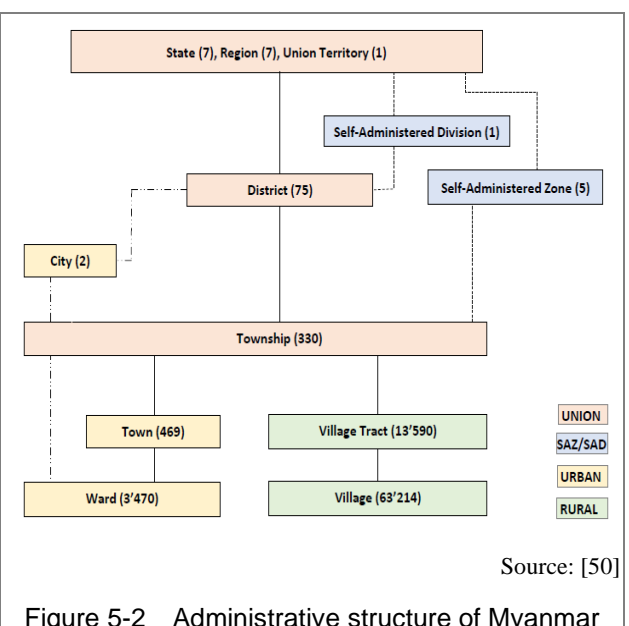 State (7), Region (7), Union Territory (1)
Self-Administered Division (1)
District (75)
Self-Administered Zone (5)
City (2)
Township (330)
Town (469)
Village Tract (13’590)
Ward (3’470)
Village (63’214)
UNION
SAZ/SAD
URBAN
RURAL
Source: [50]
Figure 5-2 Administrative structure of Myanmar